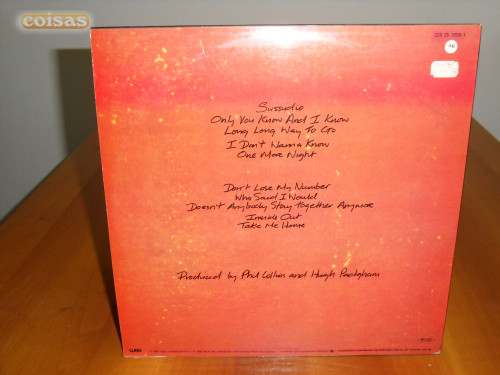 coisas
Sussudio
Only You Know And I Know
Long, Long Way To Go
I Don't Wanna Know
One More Night
Don't Lose My Number
Who Said I Would
Doesn't Anybody Stay Together Anymore
Inside Out
Take Me Home
Produced by Phil Collins and Hugh Padgham